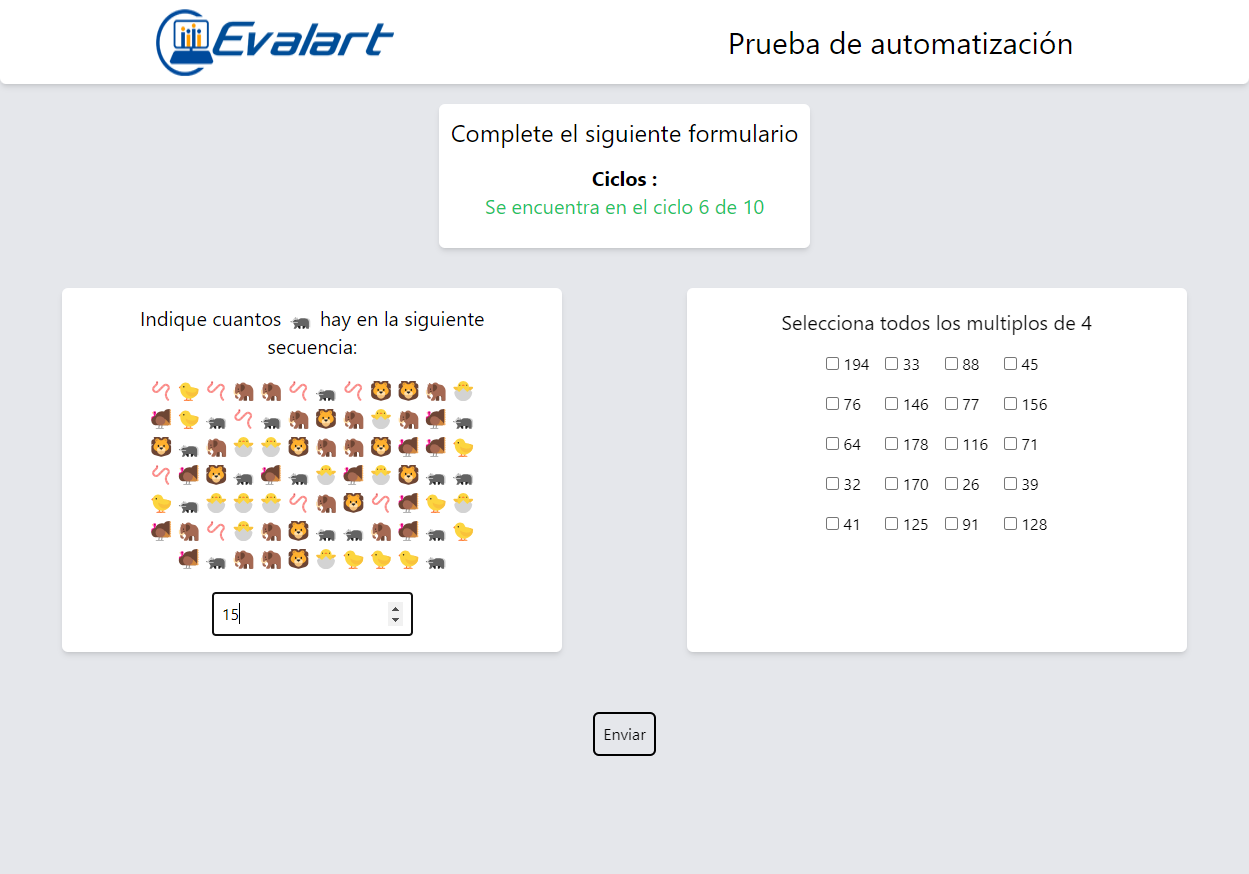 Evalart
Prueba de automatización
Complete el siguiente formulario
Ciclos :
Se encuentra en el ciclo 6 de 10
Indique cuantos hay en la siguiente
secuencia:
15
Selecciona todos los multiplos de 4
194 33 88 45
76 146 77 156
64 178 116 71
32 170 26 39
41 125 91 128
Enviar